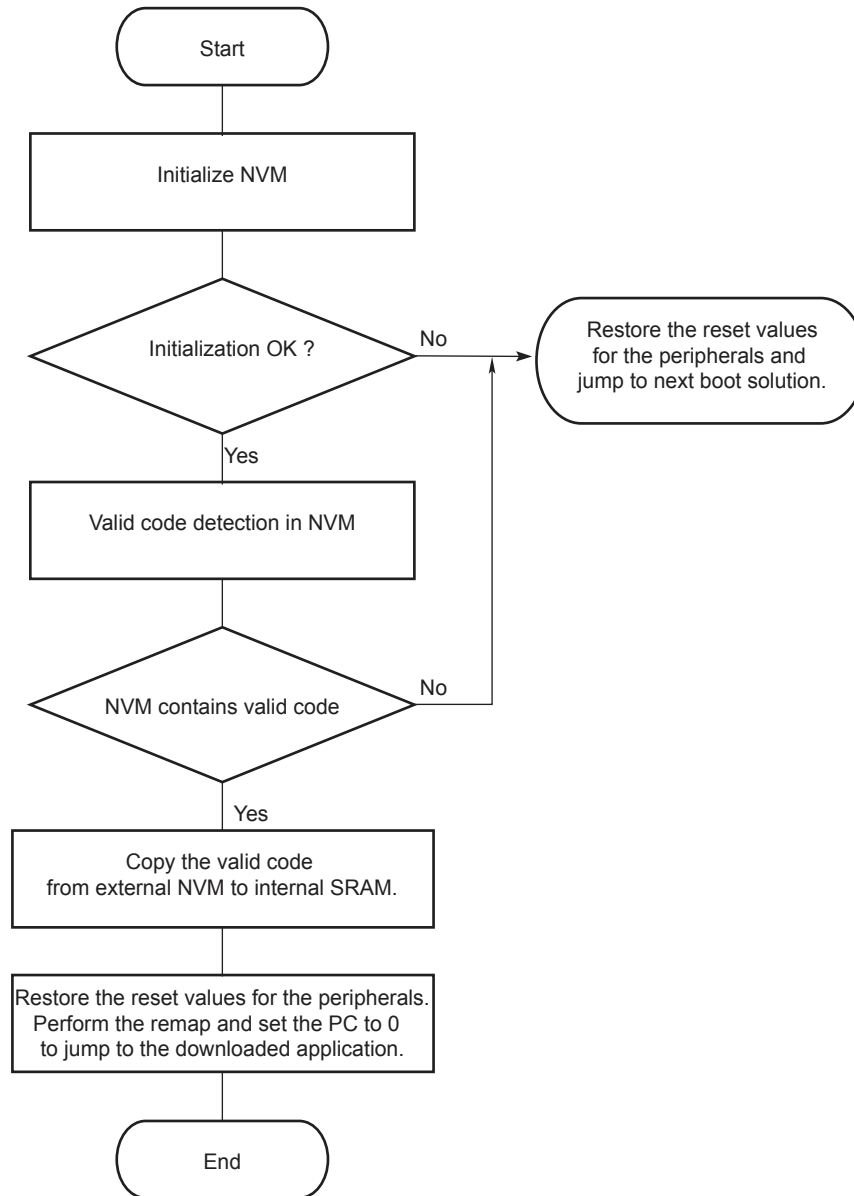 Start
Initialize NVM
Initialization OK ?
No
Restore the reset values
for the peripherals and
jump to next boot solution.
Yes
Valid code detection in NVM
NVM contains valid code
No
Yes
Copy the valid code
from external NVM to internal SRAM.
Restore the reset values for the peripherals.
Perform the remap and set the PC to 0
to jump to the downloaded application.
End